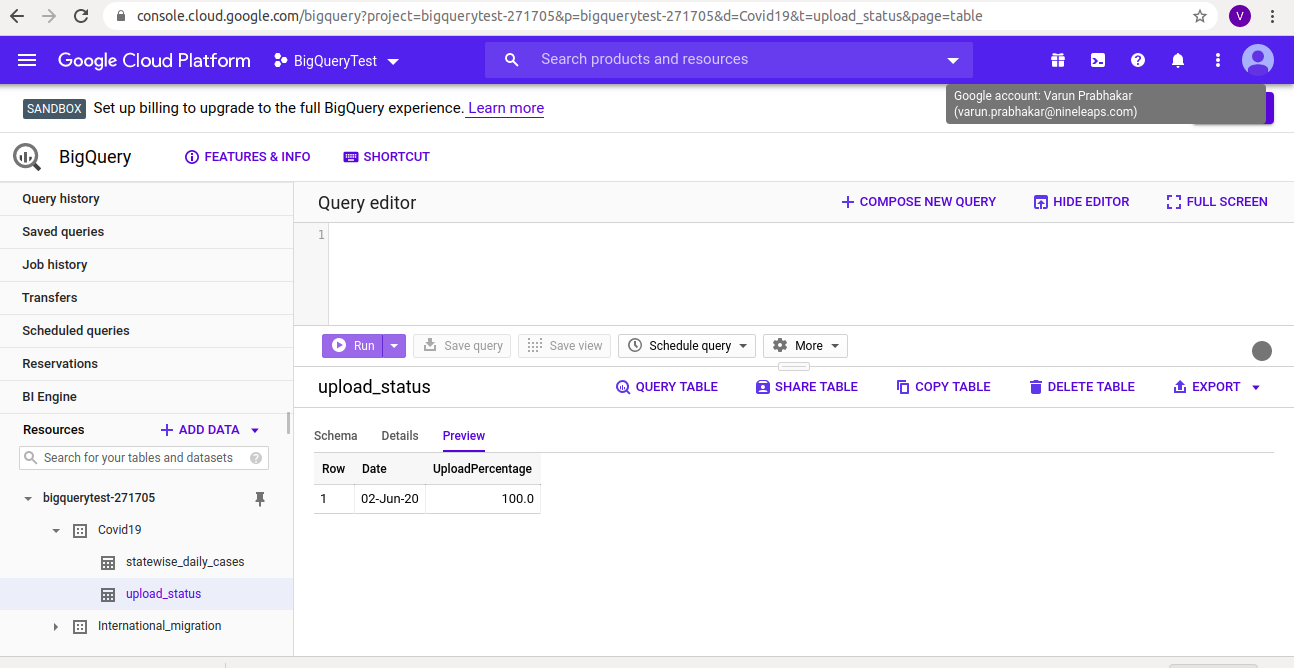 console.cloud.google.com/bigquery?project=bigquerytest-271705&p=bigquerytest-271705&d=Covid19&t=upload_status&page=table
V
Google Cloud Platform
BigQueryTest
Search products and resources
SANDBOX Set up billing to upgrade to the full BigQuery experience. Learn more
Google account: Varun Prabhakar
(varun.prabhakar@nineleaps.com)
BigQuery
FEATURES & INFO
SHORTCUT
Query history
Saved queries
Job history
Transfers
Scheduled queries
Reservations
BI Engine
Resources
ADD DATA
Search for your tables and datasets
bigquerytest-271705
Covid19
statewise_daily_cases
upload_status
International_migration
Query editor
COMPOSE NEW QUERY
HIDE EDITOR
FULL SCREEN
1
Run
Save query
Save view
Schedule query
More
upload_status
QUERY TABLE
SHARE TABLE
COPY TABLE
DELETE TABLE
EXPORT
Schema Details Preview
Row Date UploadPercentage
1 02-Jun-20 100.0